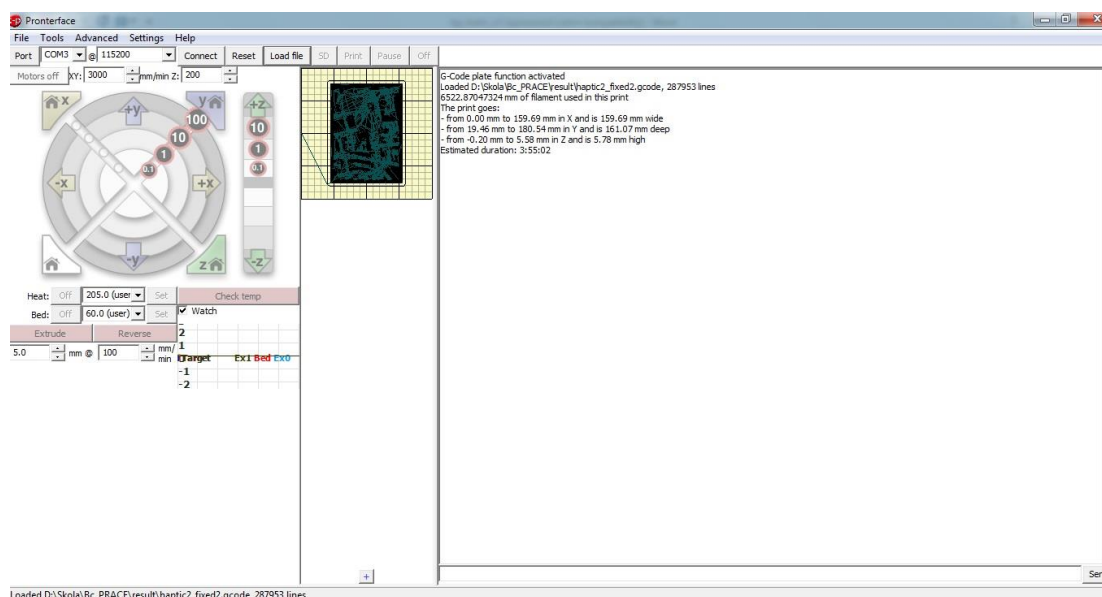 Pronterface
File Tools Advanced Settings Help
Port COM3 @ 115200 Connect Reset Load file SD Print Pause Off
Motors off XY: 3000 mm/min Z: 200
X +y y +Z
100
10 10
1 1
0.1 0.1
-X +X
-y Z -Z
Heat: Off 205.0 (user Set Check temp
Bed: Off 60.0 (user) Set Watch
Extrude Reverse
5.0 mm @ 100 mm/
min
2
1
Target Ex1 Bed Ex0
-1
-2
+
G-Code plate function activated
Loaded D:\Skola\Bc_PRACE\result\haptic2_fixed2.gcode, 287953 lines
6522.87047324 mm of filament used in this print
The print goes:
- from 0.00 mm to 159.69 mm in X and is 159.69 mm wide
- from 19.46 mm to 180.54 mm in Y and is 161.07 mm deep
- from -0.20 mm to 5.58 mm in Z and is 5.78 mm high
Estimated duration: 3:55:02
Ser
Loaded D:\Skola\Bc_PRACE\result\haptic2_fixed2.gcode, 287953 lines